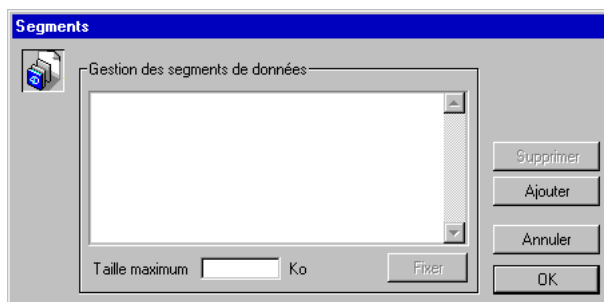 Segments
Gestion des segments de données
Supprimer
Ajouter
Annuler
Taille maximum Ko Fixer
OK